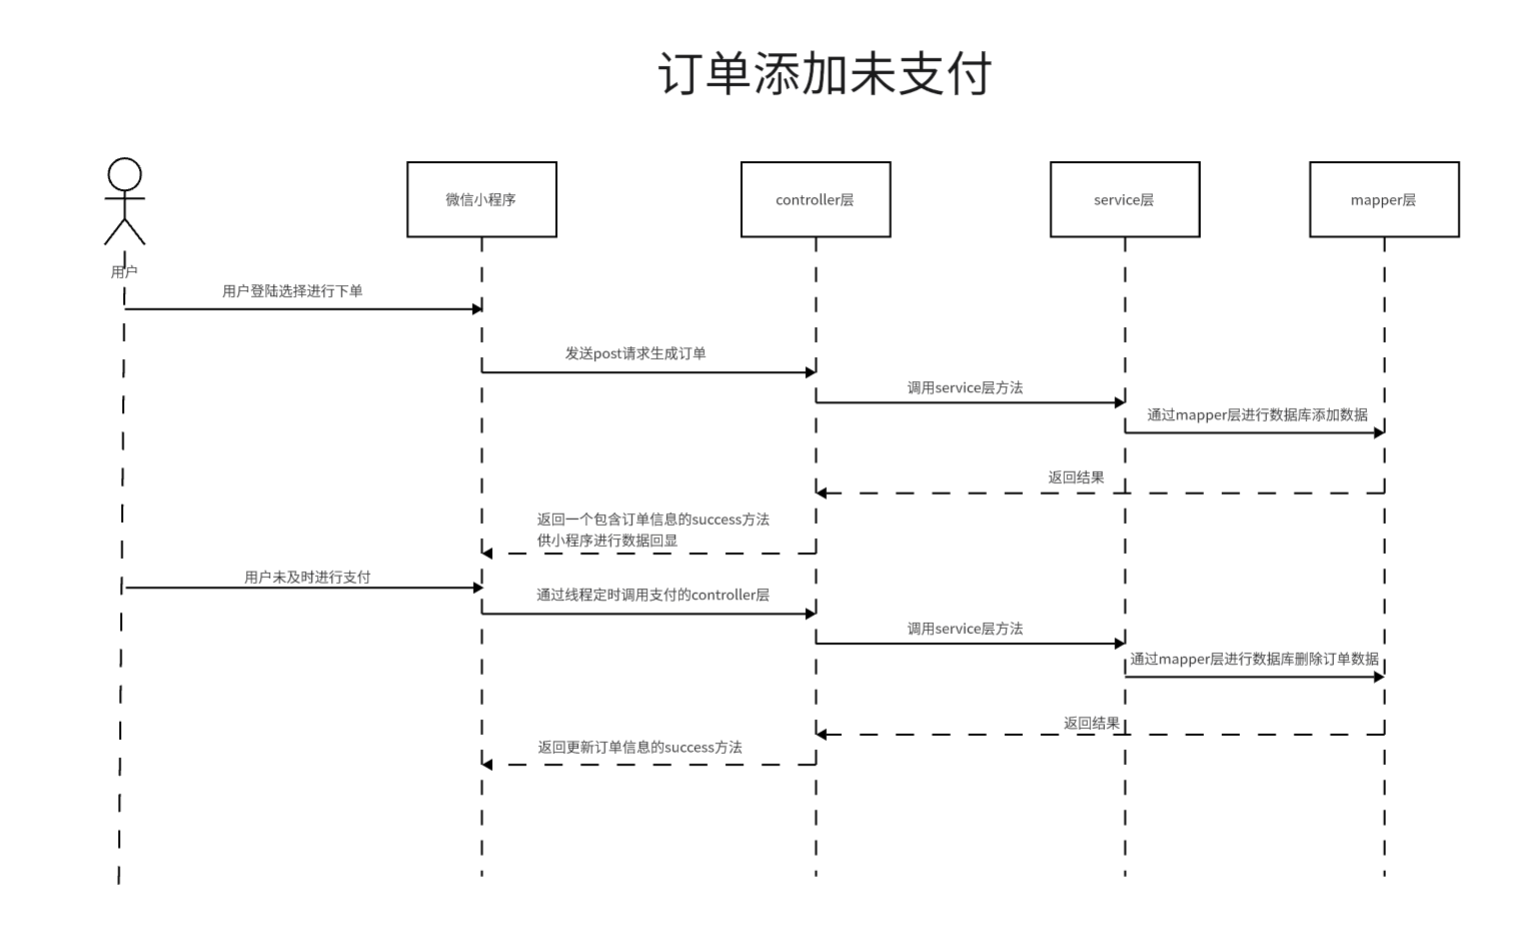 订单添加未支付
微信小程序
controller层
service层
mapper层
用户
用户登陆选择进行下单
发送post请求生成订单
调用service层方法
通过mapper层进行数据库添加数据
返回结果
返回一个包含订单信息的success方法
供小程序进行数据回显
用户未及时进行支付
通过线程定时调用支付的controller层
调用service层方法
通过mapper层进行数据库删除订单数据
返回结果
返回更新订单信息的success方法